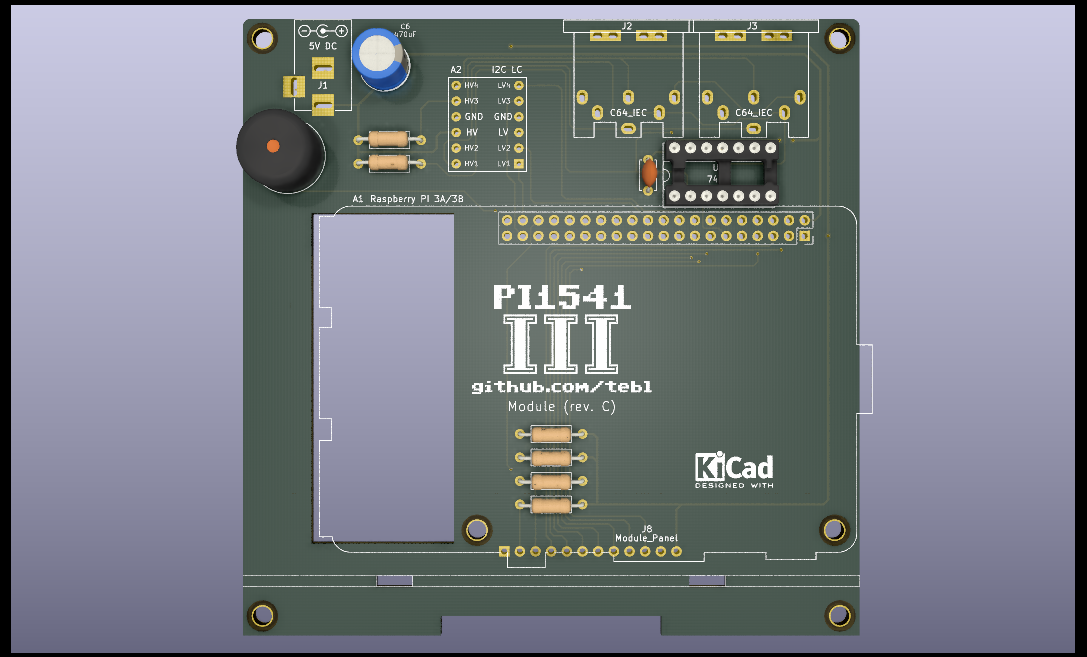 C6
470uF
J2
J3
5V DC
J1
A2
I2C LC
HV4
LV4
HV3
LV3
GND
GND
HV
LV
HV2
LV2
HV1
LV1
C64_IEC
C64_IEC
U
74
A1 Raspberry PI 3A/3B
PI1541
III
github.com/tebl
Module (rev. C)
KiCad
DESIGNED WITH
J8
Module_Panel